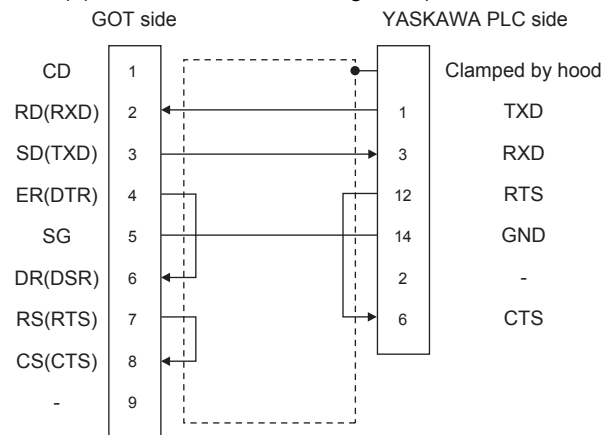 GOT side YASKAWA PLC side
CD 1 Clamped by hood
RD(RXD) 2 1 TXD
SD(TXD) 3 3 RXD
ER(DTR) 4 12 RTS
SG 5 14 GND
DR(DSR) 6 2 -
RS(RTS) 7 6 CTS
CS(CTS) 8
- 9